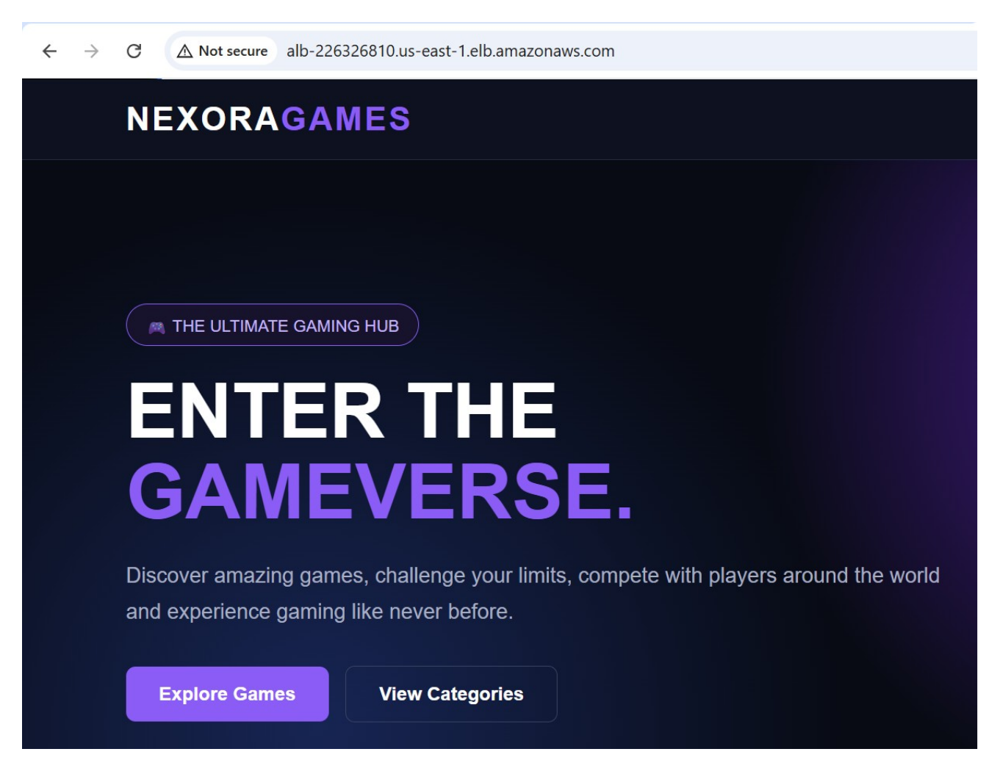 Not secure alb-226326810.us-east-1.elb.amazonaws.com
NEXORAGAMES
🎮 THE ULTIMATE GAMING HUB
ENTER THE
GAMEVERSE.
Discover amazing games, challenge your limits, compete with players around the world
and experience gaming like never before.
Explore Games View Categories